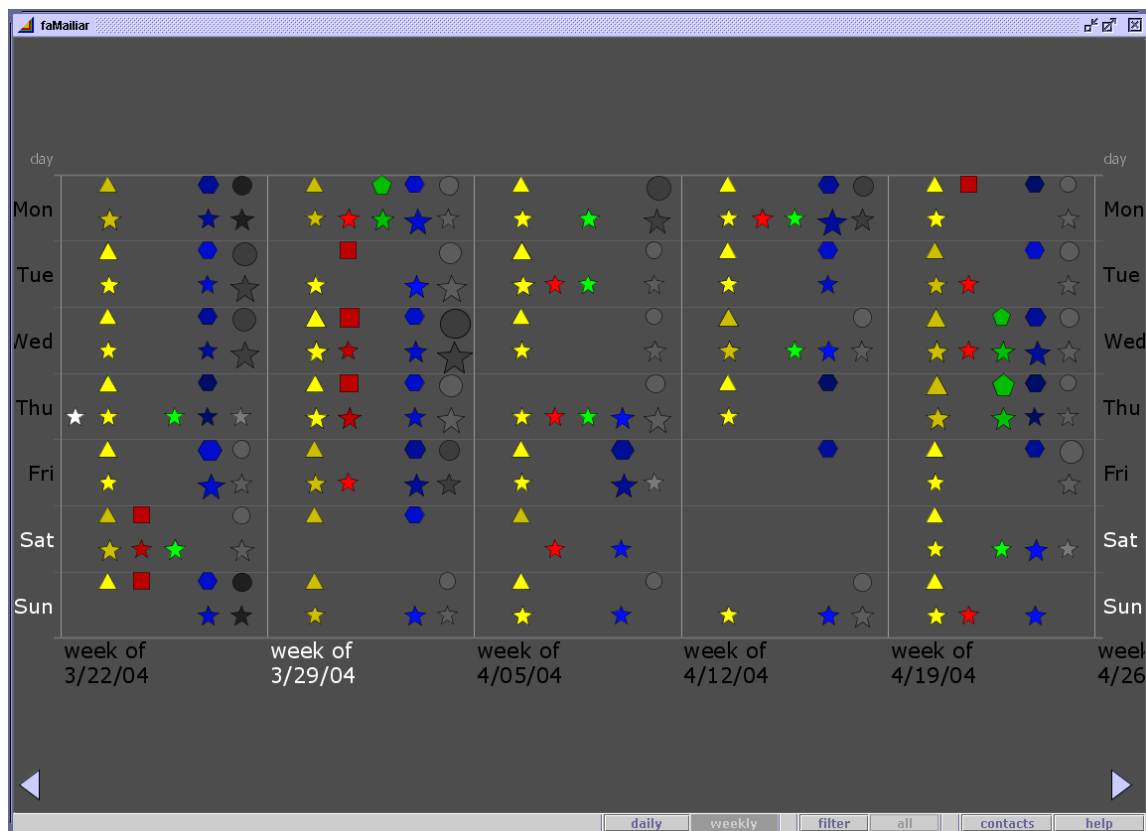 faMailiar
day day
Mon Mon
Tue Tue
Wed Wed
Thu Thu
Fri Fri
Sat Sat
Sun Sun
week of week of week of week of week of week
3/22/04 3/29/04 4/05/04 4/12/04 4/19/04 4/26
daily weekly filter all contacts help